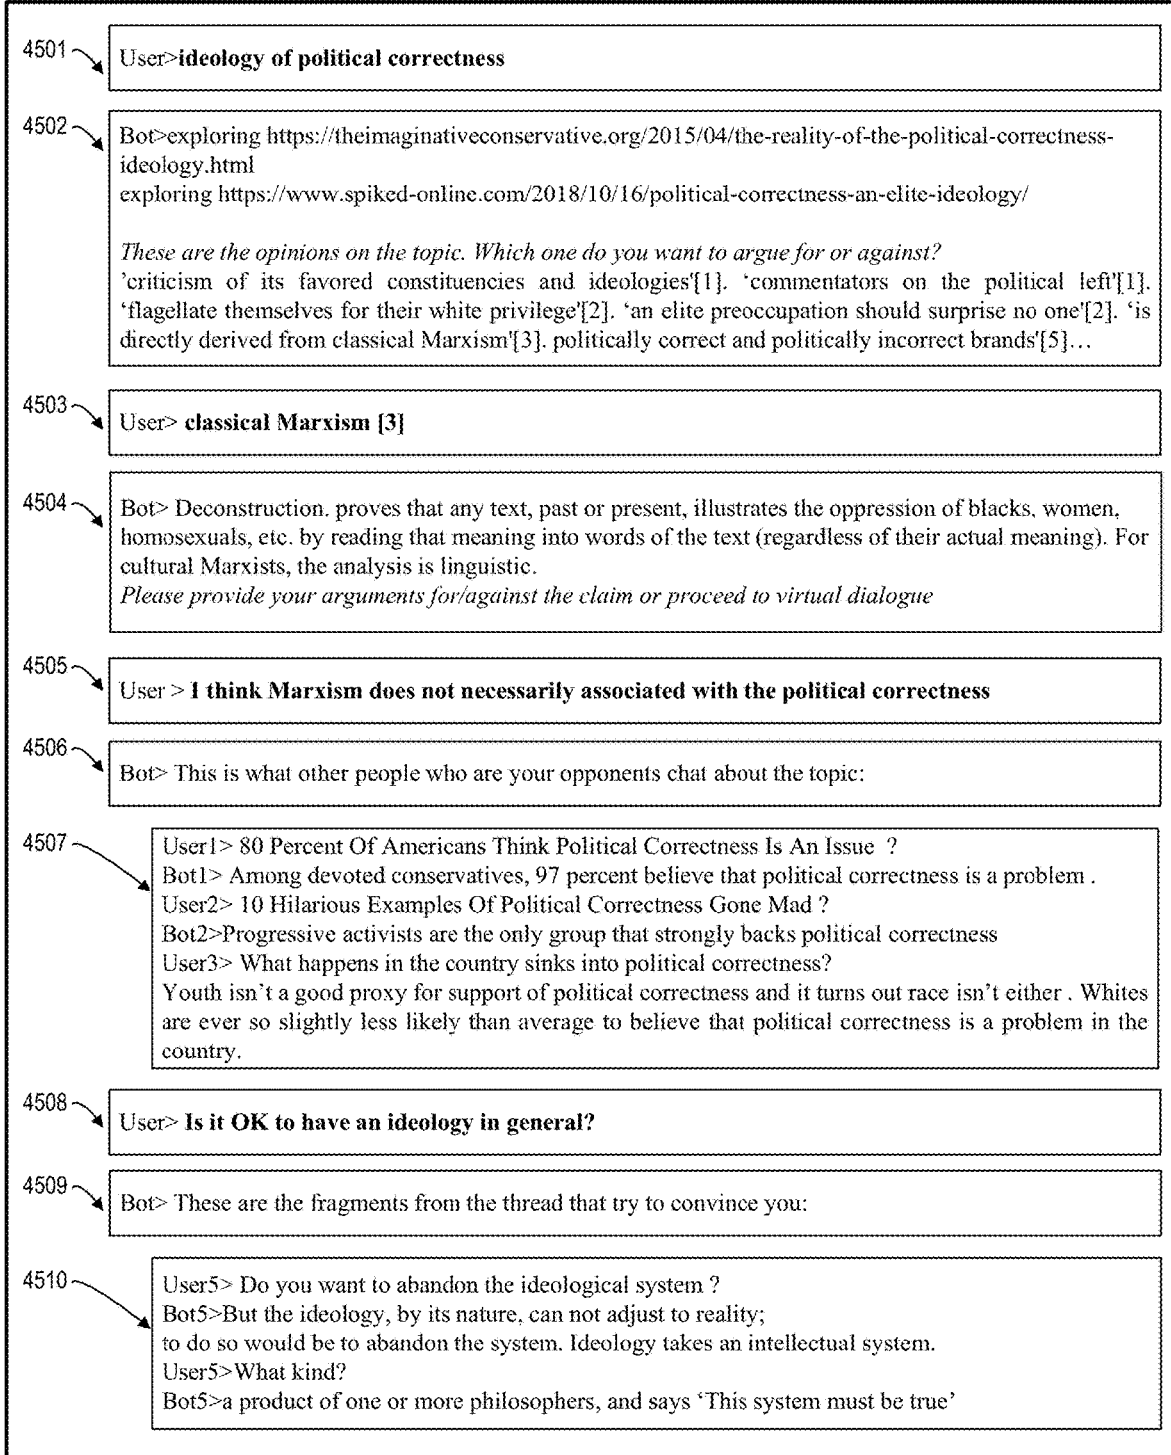 4501
User>ideology of political correctness
4502
Bot>exploring https://theimaginativeconservative.org/2015/04/the-reality-of-the-political-correctness-
ideology.html
exploring https://www.spiked-online.com/2018/10/16/political-correctness-an-elite-ideology/
These are the opinions on the topic. Which one do you want to argue for or against?
'criticism of its favored constituencies and ideologies'[1]. ‘commentators on the political left'[1].
‘flagellate themselves for their white privilege'[2]. ‘an elite preoccupation should surprise no one'[2]. ‘is
directly derived from classical Marxism'[3]. politically correct and politically incorrect brands'[5]…
4503
User> classical Marxism [3]
4504
Bot> Deconstruction. proves that any text, past or present, illustrates the oppression of blacks, women,
homosexuals, etc. by reading that meaning into words of the text (regardless of their actual meaning). For
cultural Marxists, the analysis is linguistic.
Please provide your arguments for/against the claim or proceed to virtual dialogue
4505
User > I think Marxism does not necessarily associated with the political correctness
4506
Bot> This is what other people who are your opponents chat about the topic:
4507
User1> 80 Percent Of Americans Think Political Correctness Is An Issue ?
Bot1> Among devoted conservatives, 97 percent believe that political correctness is a problem .
User2> 10 Hilarious Examples Of Political Correctness Gone Mad ?
Bot2>Progressive activists are the only group that strongly backs political correctness
User3> What happens in the country sinks into political correctness?
Youth isn’t a good proxy for support of political correctness and it turns out race isn’t either . Whites
are ever so slightly less likely than average to believe that political correctness is a problem in the
country.
4508
User> Is it OK to have an ideology in general?
4509
Bot> These are the fragments from the thread that try to convince you:
4510
User5> Do you want to abandon the ideological system ?
Bot5>But the ideology, by its nature, can not adjust to reality;
to do so would be to abandon the system. Ideology takes an intellectual system.
User5>What kind?
Bot5>a product of one or more philosophers, and says ‘This system must be true’